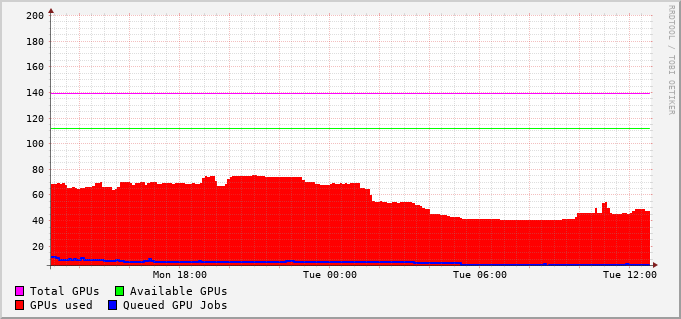 200
180
160
140
120
100
80
60
40
20
Mon 18:00 Tue 00:00 Tue 06:00 Tue 12:00
Total GPUs Available GPUs
GPUs used Queued GPU Jobs
RRDTOOL / TOBI OETIKER